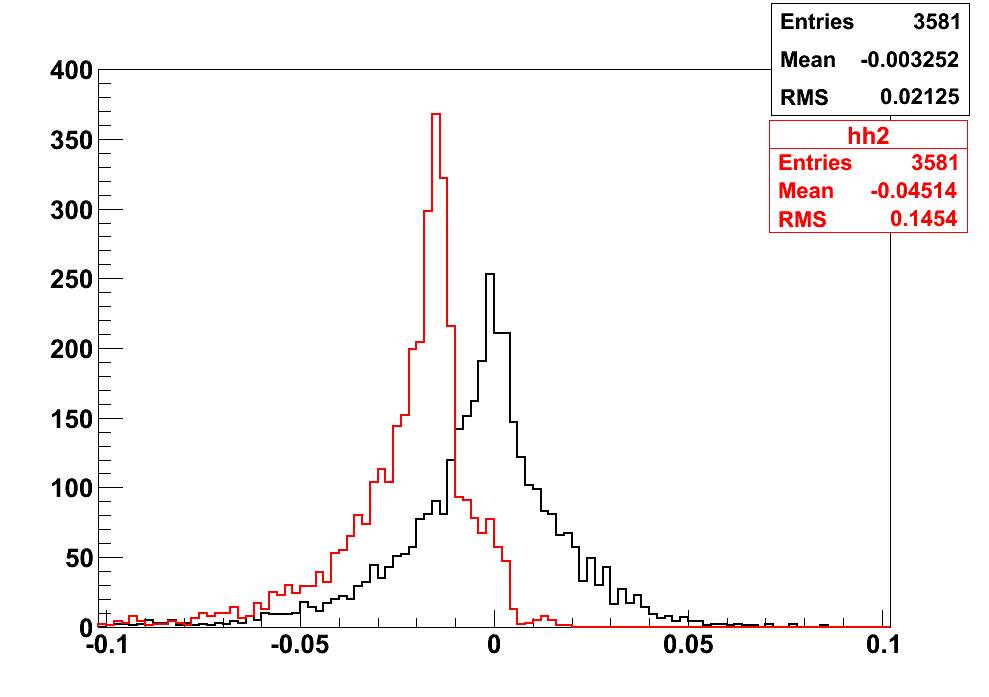 Entries 3581
Mean -0.003252
RMS 0.02125
hh2
Entries 3581
Mean -0.04514
RMS 0.1454
400
350
300
250
200
150
100
50
0
-0.1 -0.05 0 0.05 0.1